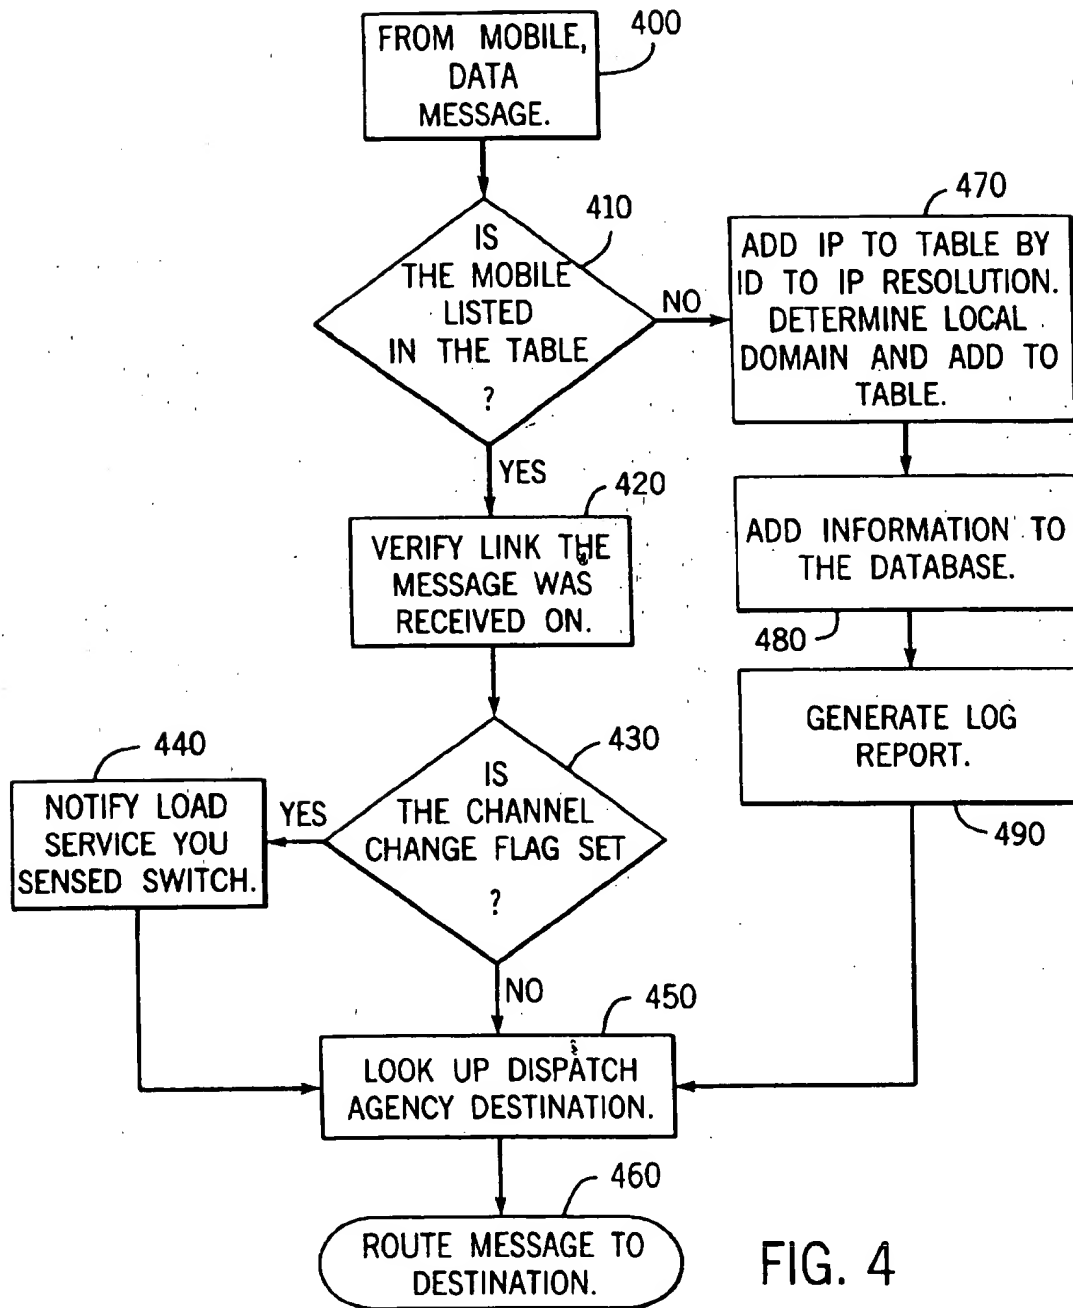 FROM MOBILE,
DATA
MESSAGE.
400
IS
THE MOBILE
LISTED
IN THE TABLE
?
410
NO
YES
470
ADD IP TO TABLE BY
ID TO IP RESOLUTION.
DETERMINE LOCAL
DOMAIN AND ADD TO
TABLE.
420
VERIFY LINK THE
MESSAGE WAS
RECEIVED ON.
ADD INFORMATION TO
THE DATABASE.
480
430
IS
THE CHANNEL
CHANGE FLAG SET
?
YES
NO
440
NOTIFY LOAD
SERVICE YOU
SENSED SWITCH.
GENERATE LOG
REPORT.
490
450
LOOK UP DISPATCH
AGENCY DESTINATION.
460
ROUTE MESSAGE TO
DESTINATION.
FIG. 4